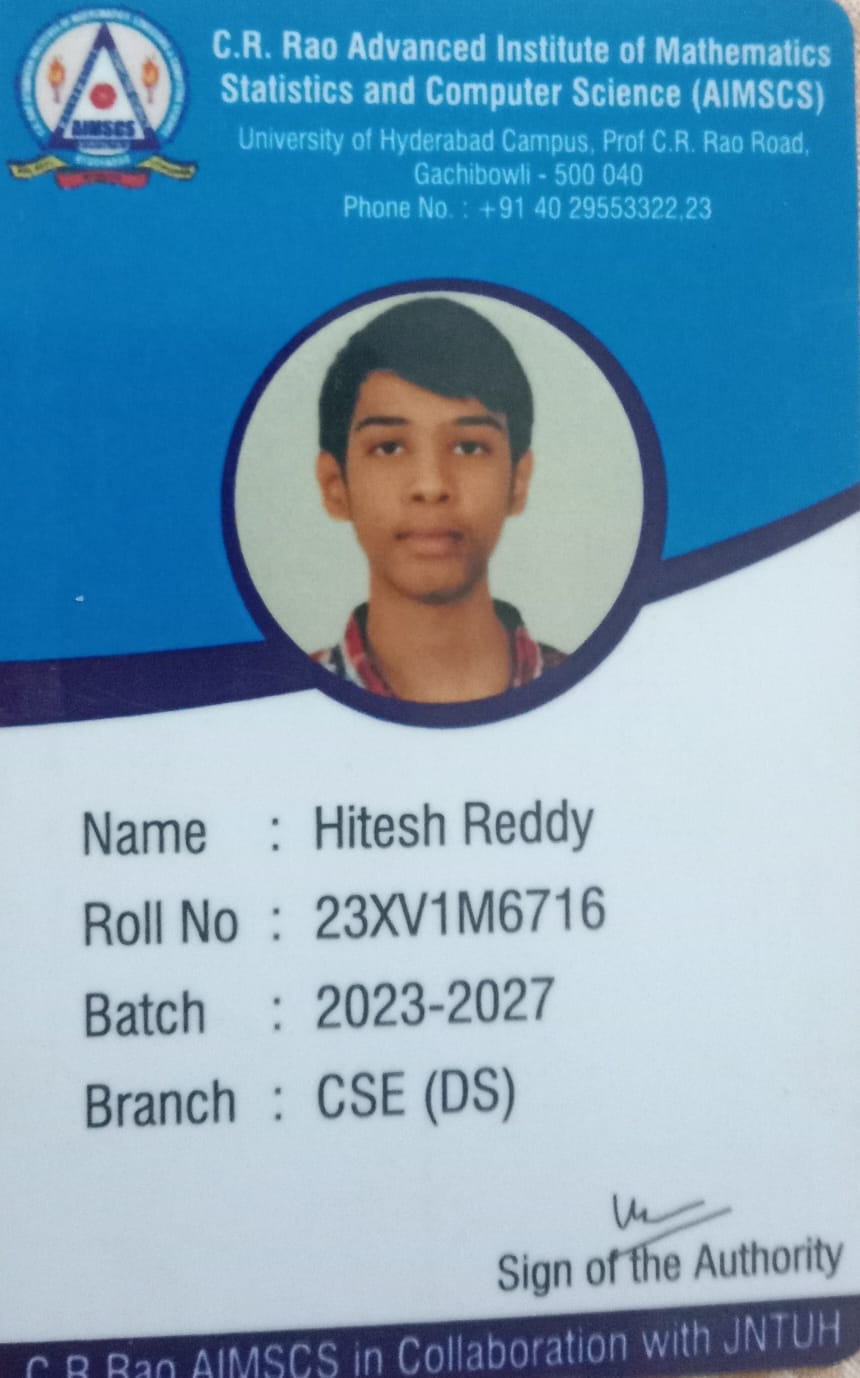 C.R. Rao Advanced Institute of Mathematics
Statistics and Computer Science (AIMSCS)
University of Hyderabad Campus, Prof C.R. Rao Road,
Gachibowli - 500 040
Phone No. : +91 40 29553322,23
AIMSCS
Name : Hitesh Reddy
Roll No : 23XV1M6716
Batch : 2023-2027
Branch : CSE (DS)
Sign of the Authority
C.R.Rao AIMSCS in Collaboration with JNTUH